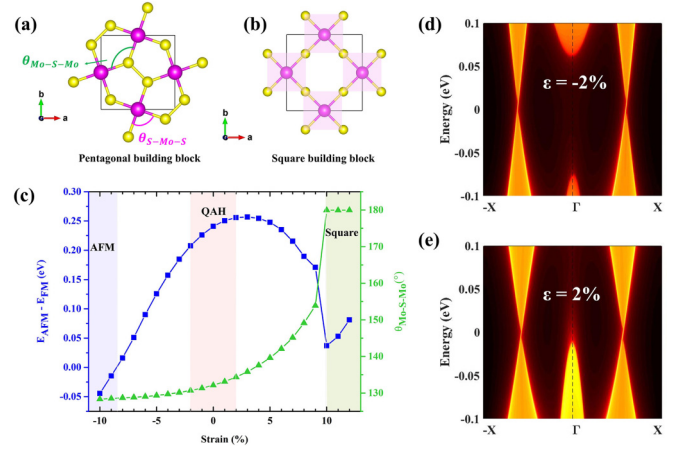 (a)
θMo−S−Mo
b
a
θS−Mo−S
Pentagonal building block
(b)
b
a
Square building block
(c)
AFM
QAH
Square
0.30
0.25
0.20
0.15
0.10
0.05
0.00
-0.05
EAFM - EFM (eV)
180
170
160
150
140
130
θMo-S-Mo(°)
-10
-5
0
5
10
Strain (%)
(d)
0.1
0.05
0
-0.05
-0.1
Energy (eV)
ε = -2%
-X
Γ
X
(e)
0.1
0.05
0
-0.05
-0.1
Energy (eV)
ε = 2%
-X
Γ
X